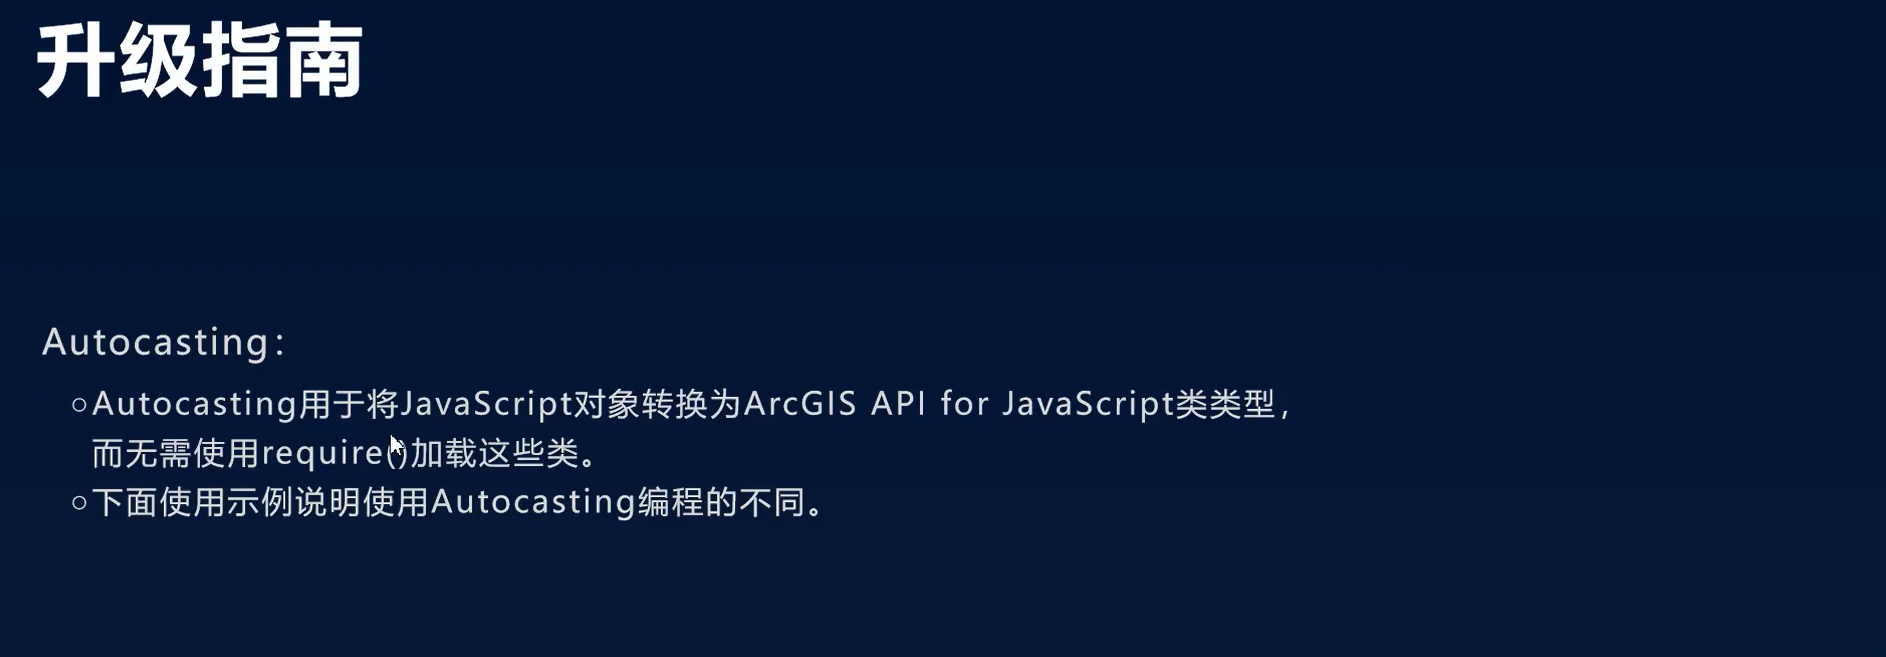 升级指南
Autocasting：
○Autocasting用于将JavaScript对象转换为ArcGIS API for JavaScript类类型，
而无需使用require()加载这些类。
○下面使用示例说明使用Autocasting编程的不同。